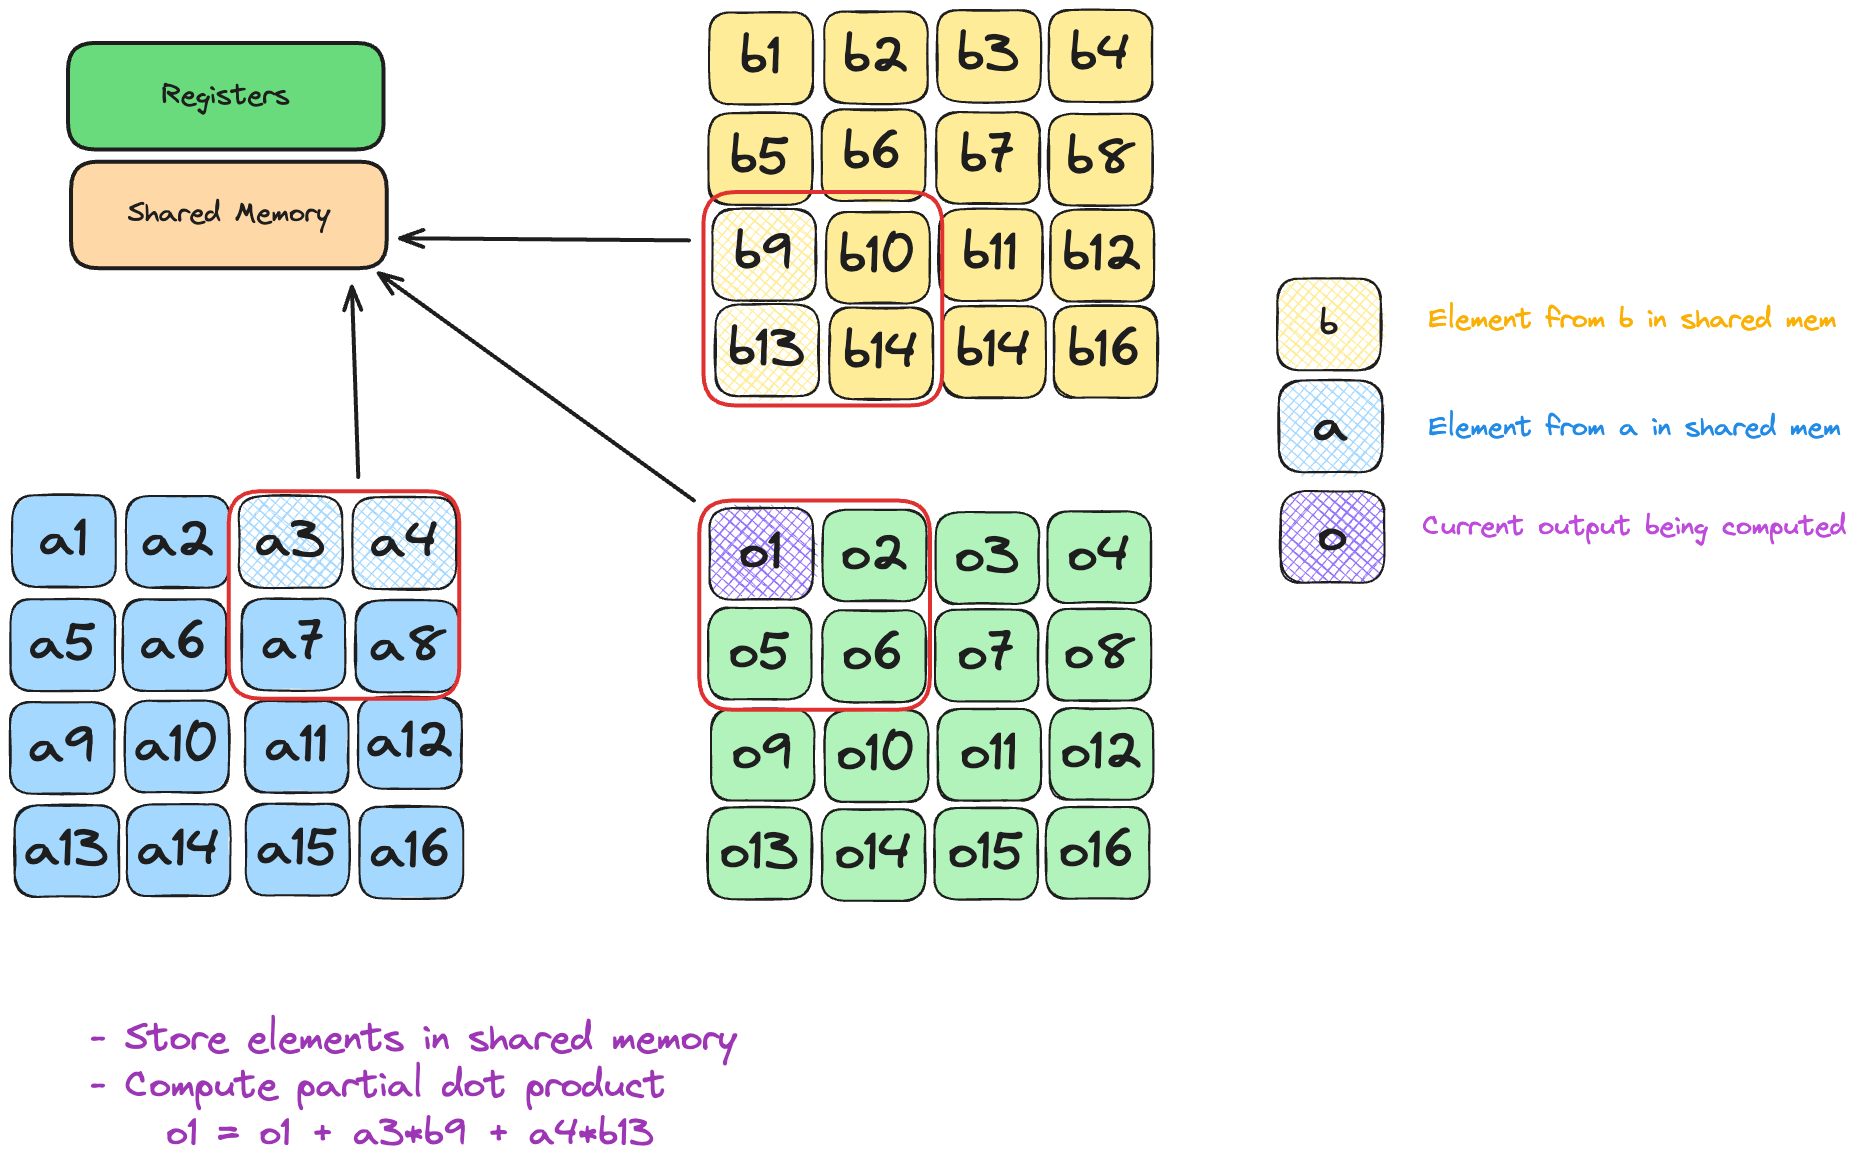 Registers
Shared Memory
b1 b2 b3 b4
b5 b6 b7 b8
b9 b10 b11 b12
b13 b14 b14 b16
b Element from b in shared mem
a Element from a in shared mem
o Current output being computed
a1 a2 a3 a4
a5 a6 a7 a8
a9 a10 a11 a12
a13 a14 a15 a16
o1 o2 o3 o4
o5 o6 o7 o8
o9 o10 o11 o12
o13 o14 o15 o16
- Store elements in shared memory
- Compute partial dot product
o1 = o1 + a3*b9 + a4*b13